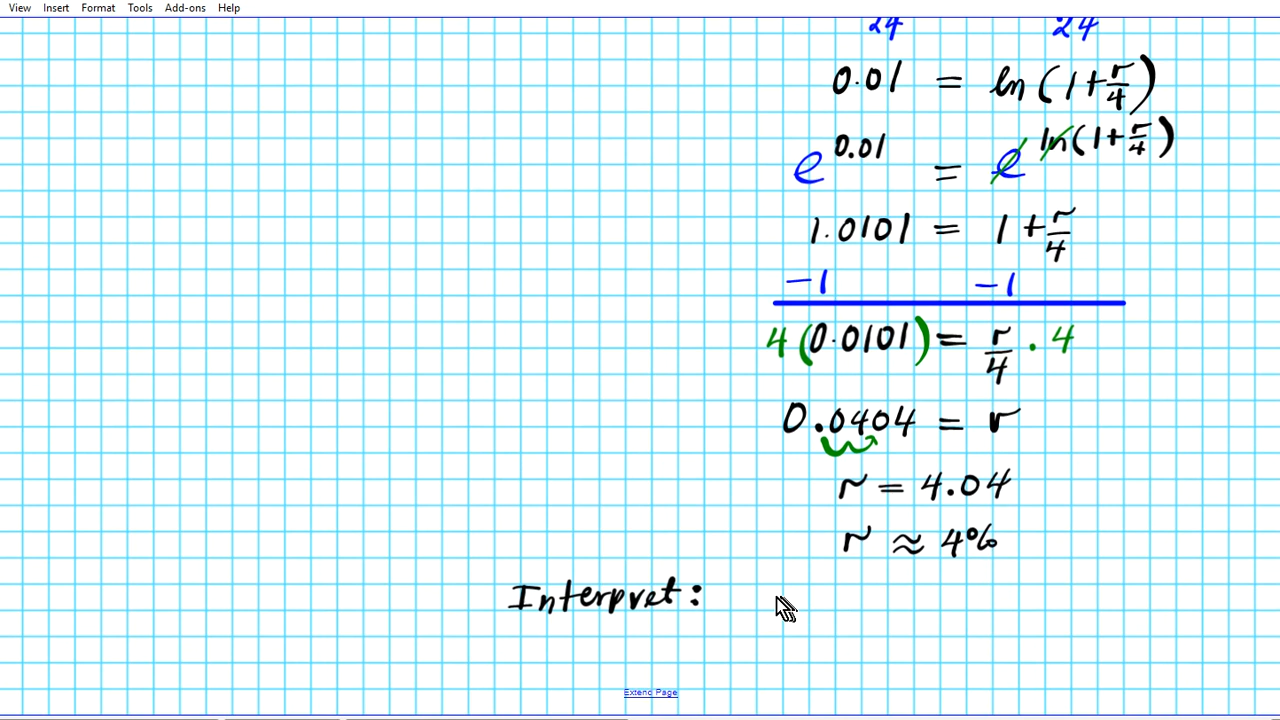 View Insert Format Tools Add-ons Help
24 24
0.01 = ln(1+r/4)
e^0.01 = e^ln(1+r/4)
1.0101 = 1+r/4
-1 -1
4(0.0101) = r/4 · 4
0.0404 = r
r = 4.04
r ≈ 4%
Interpret:
Extend Page